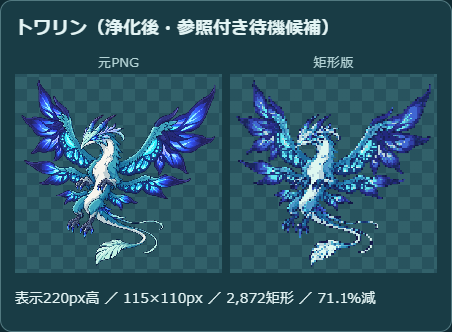 トワリン（浄化後・参照付き待機候補）
元PNG
矩形版
表示220px高 ／ 115×110px ／ 2,872矩形 ／ 71.1%減